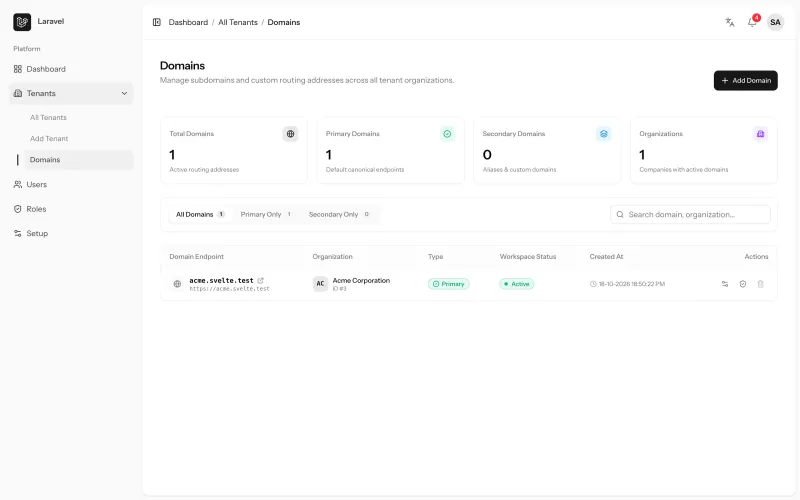 Laravel
Platform
Dashboard
Tenants
All Tenants
Add Tenant
Domains
Users
Roles
Setup
Dashboard / All Tenants / Domains
4
SA
Domains
Manage subdomains and custom routing addresses across all tenant organizations.
Add Domain
Total Domains
1
Active routing addresses
Primary Domains
1
Default canonical endpoints
Secondary Domains
0
Aliases & custom domains
Organizations
1
Companies with active domains
All Domains 1
Primary Only 1
Secondary Only 0
Search domain, organization...
Domain Endpoint Organization Type Workspace Status Created At Actions
acme.svelte.test
https://acme.svelte.test
AC
Acme Corporation
ID #3
Primary
Active
18-10-2026 18:50:22 PM